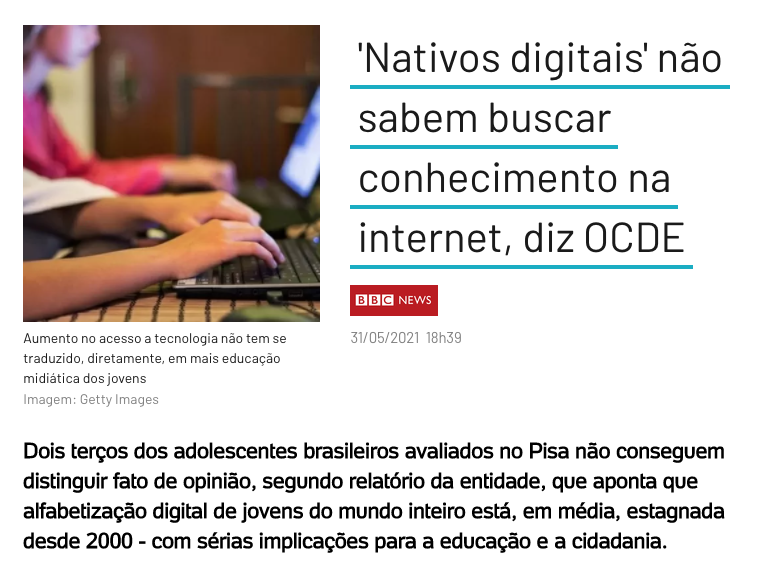 'Nativos digitais' não
sabem buscar
conhecimento na
internet, diz OCDE
BBC NEWS
31/05/2021 18h39
Aumento no acesso a tecnologia não tem se
traduzido, diretamente, em mais educação
midiática dos jovens
Imagem: Getty Images
Dois terços dos adolescentes brasileiros avaliados no Pisa não conseguem
distinguir fato de opinião, segundo relatório da entidade, que aponta que
alfabetização digital de jovens do mundo inteiro está, em média, estagnada
desde 2000 - com sérias implicações para a educação e a cidadania.